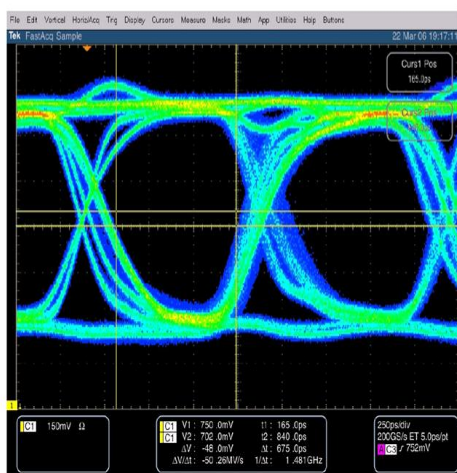 File Edit Vertical Horiz/Acq Trig Display Cursors Measure Masks Math App Utilities Help Buttons
Tek FastAcq Sample 22 Mar 06 19:17:11
Curs1 Pos
165.0ps
1
C1 150mV Ω
C1 V1: 750.0mV t1: 165.0ps
C1 V2: 702.0mV t2: 840.0ps
ΔV: -48.0mV Δt: 675.0ps
ΔV/Δt: -50.26MV/s 1/Δt: 1.481GHz
250ps/div
200GS/s ET 5.0ps/pt
A C3 752mV